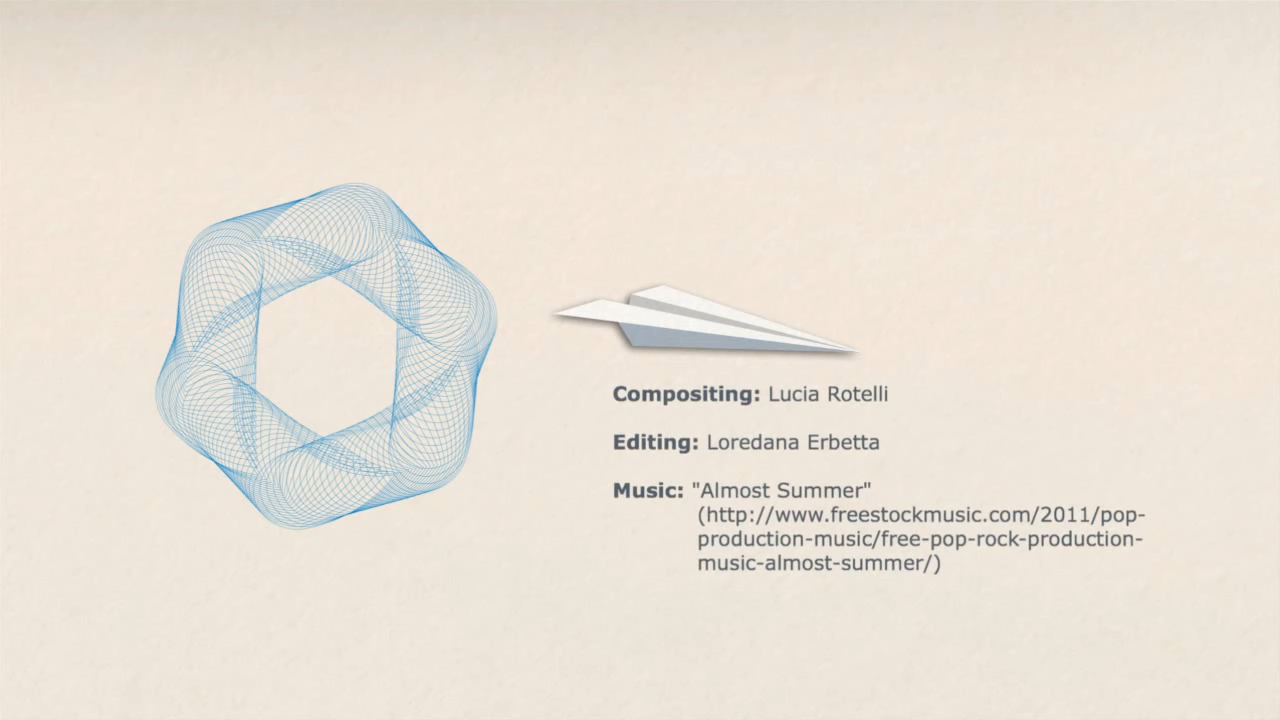 Compositing: Lucia Rotelli
Editing: Loredana Erbetta
Music: "Almost Summer"
(http://www.freestockmusic.com/2011/pop-
production-music/free-pop-rock-production-
music-almost-summer/)